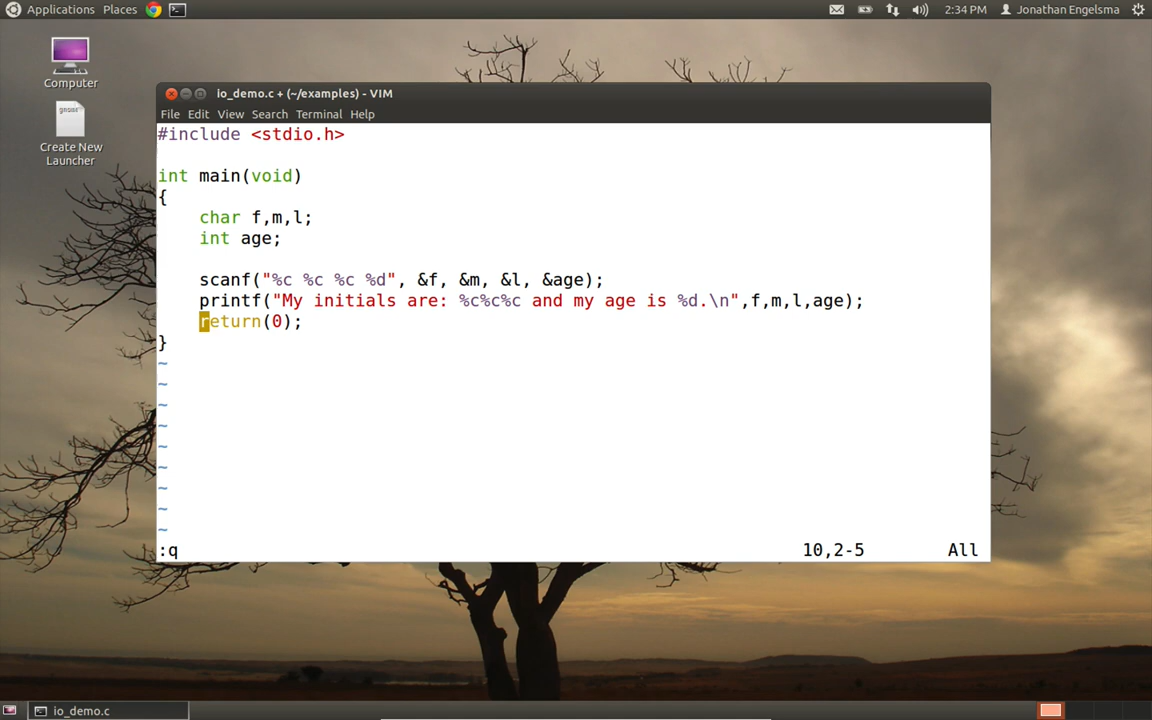 Applications Places 2:34 PM Jonathan Engelsma
Computer
gnome
Create New
Launcher
io_demo.c + (~/examples) - VIM
File Edit View Search Terminal Help
#include <stdio.h>
int main(void)
{
    char f,m,l;
    int age;
    scanf("%c %c %c %d", &f, &m, &l, &age);
    printf("My initials are: %c%c%c and my age is %d.\n",f,m,l,age);
    return(0);
}
~
~
~
~
~
~
~
~
~
:q 10,2-5 All
io_demo.c